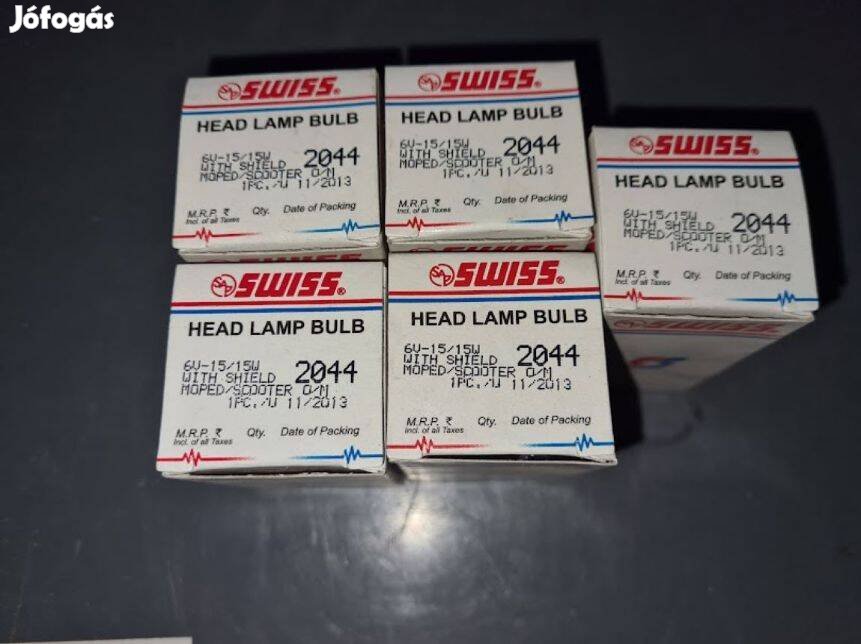 Jófogás
SWISS®
HEAD LAMP BULB
6V-15/15W
WITH SHIELD 2044
MOPED/SCOOTER O/M
1PC./W 11/2013
M.R.P. ₹ Qty. Date of Packing
Incl. of all Taxes
SWISS®
HEAD LAMP BULB
6V-15/15W
WITH SHIELD 2044
MOPED/SCOOTER O/M
1PC./W 11/2013
M.R.P. ₹ Qty. Date of Packing
Incl. of all Taxes
SWISS®
HEAD LAMP BULB
6V-15/15W
WITH SHIELD 2044
MOPED/SCOOTER O/M
1PC./W 11/2013
M.R.P. ₹ Qty. Date of Packing
Incl. of all Taxes
SWISS®
HEAD LAMP BULB
6V-15/15W
WITH SHIELD 2044
MOPED/SCOOTER O/M
1PC./W 11/2013
M.R.P. ₹ Qty. Date of Packing
Incl. of all Taxes
SWISS®
HEAD LAMP BULB
6V-15/15W
WITH SHIELD 2044
MOPED/SCOOTER O/M
1PC./W 11/2013
M.R.P. ₹ Qty. Date of Packing
Incl. of all Taxes
SWISS